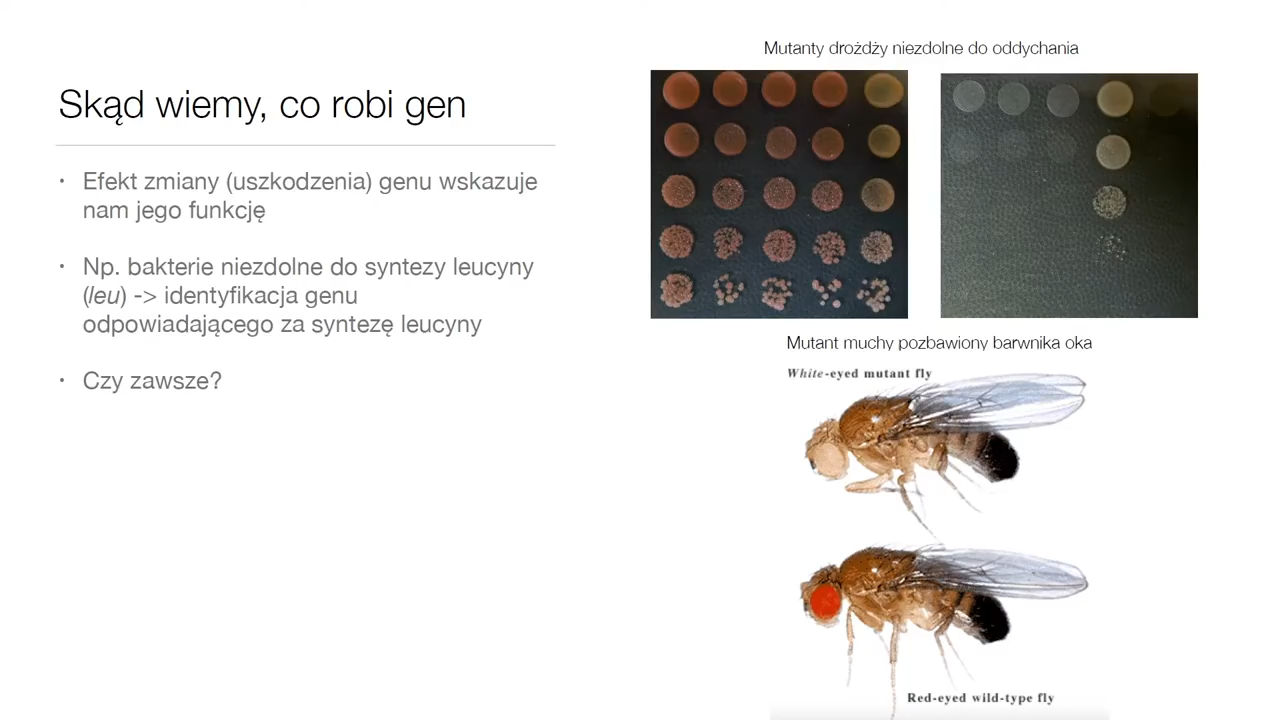 Skąd wiemy, co robi gen
• Efekt zmiany (uszkodzenia) genu wskazuje
nam jego funkcję
• Np. bakterie niezdolne do syntezy leucyny
(leu) -> identyfikacja genu
odpowiadającego za syntezę leucyny
• Czy zawsze?
Mutanty drożdży niezdolne do oddychania
Mutant muchy pozbawiony barwnika oka
White-eyed mutant fly
Red-eyed wild-type fly